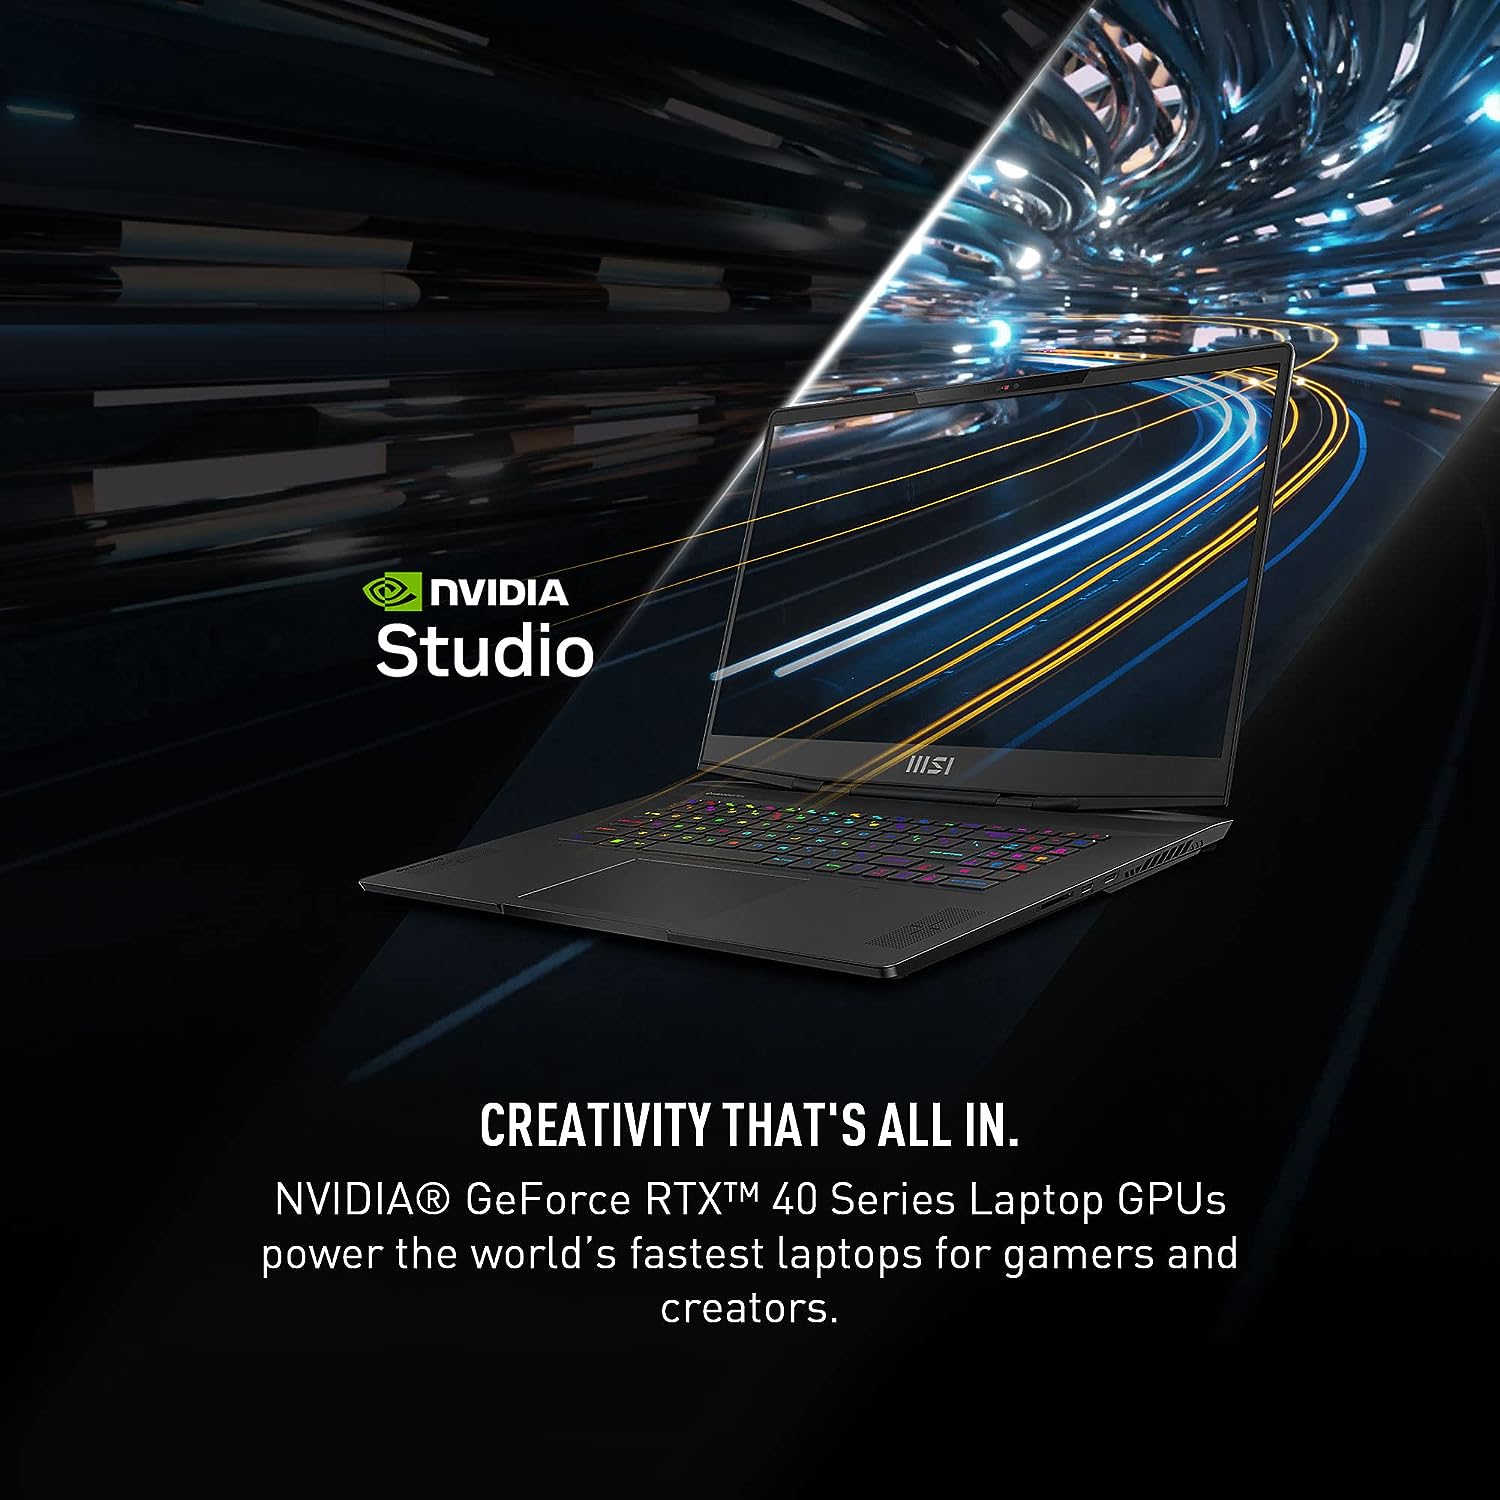 NVIDIA
Studio
msi
CREATIVITY THAT'S ALL IN.
NVIDIA® GeForce RTX™ 40 Series Laptop GPUs
power the world’s fastest laptops for gamers and
creators.